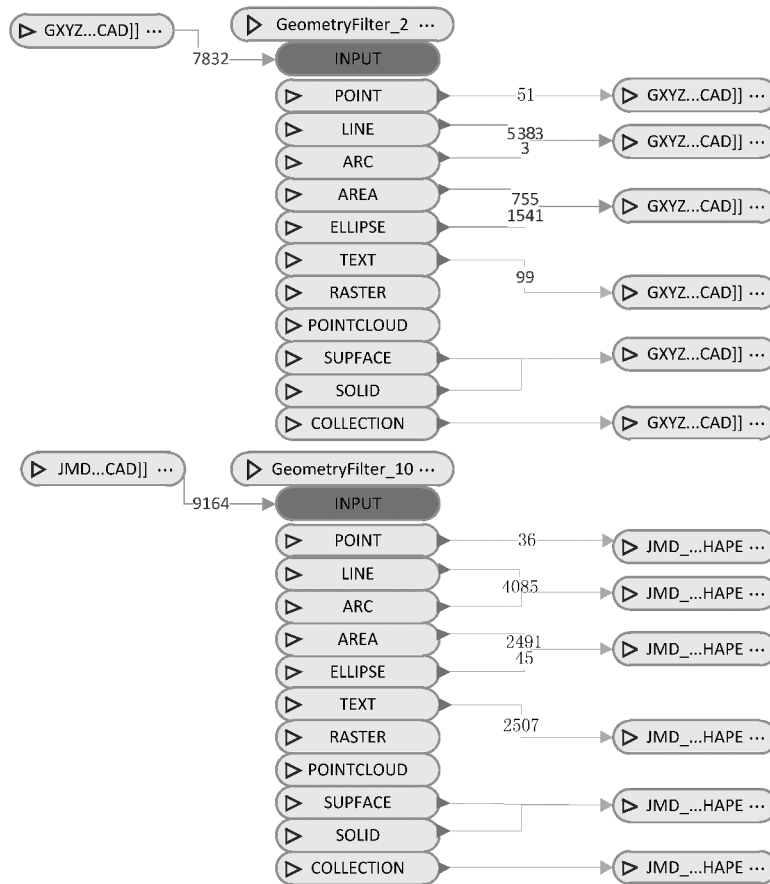 GXYZ...CAD]] ...
GeometryFilter_2 ...
7832
INPUT
POINT
51
GXYZ...CAD]] ...
LINE
5383
GXYZ...CAD]] ...
3
ARC
AREA
755
GXYZ...CAD]] ...
1541
ELLIPSE
TEXT
99
GXYZ...CAD]] ...
RASTER
POINTCLOUD
SUPFACE
GXYZ...CAD]] ...
SOLID
COLLECTION
GXYZ...CAD]] ...
JMD...CAD]] ...
GeometryFilter_10 ...
9164
INPUT
POINT
36
JMD_...HAPE ...
LINE
4085
JMD_...HAPE ...
ARC
AREA
2491
JMD_...HAPE ...
45
ELLIPSE
TEXT
2507
JMD_...HAPE ...
RASTER
POINTCLOUD
SUPFACE
JMD_...HAPE ...
SOLID
COLLECTION
JMD_...HAPE ...